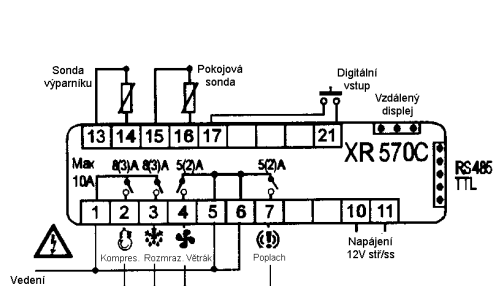 Sonda
výparníku
Pokojová
sonda
Digitální
vstup
Vzdálený
displej
13 14 15 16 17 21
XR 570C
RS485
TTL
Max
10A
8(3)A 8(3)A 5(2)A 5(2)A
1 2 3 4 5 6 7 10 11
Kompres. Rozmraz. Větrák Poplach
Napájení
12V stř/ss
Vedení